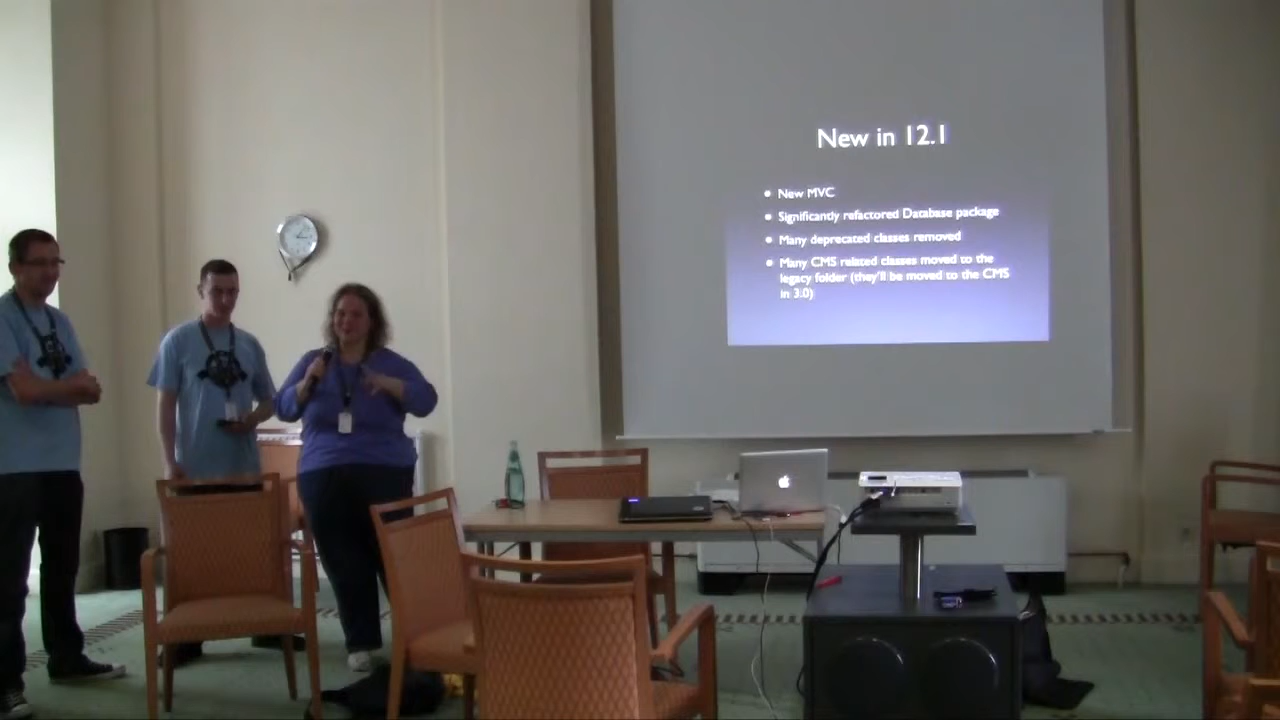 New in 12.1
New MVC
Significantly refactored Database package
Many deprecated classes removed
Many CMS related classes moved to the
legacy folder (they'll be moved to the CMS
in 3.0)